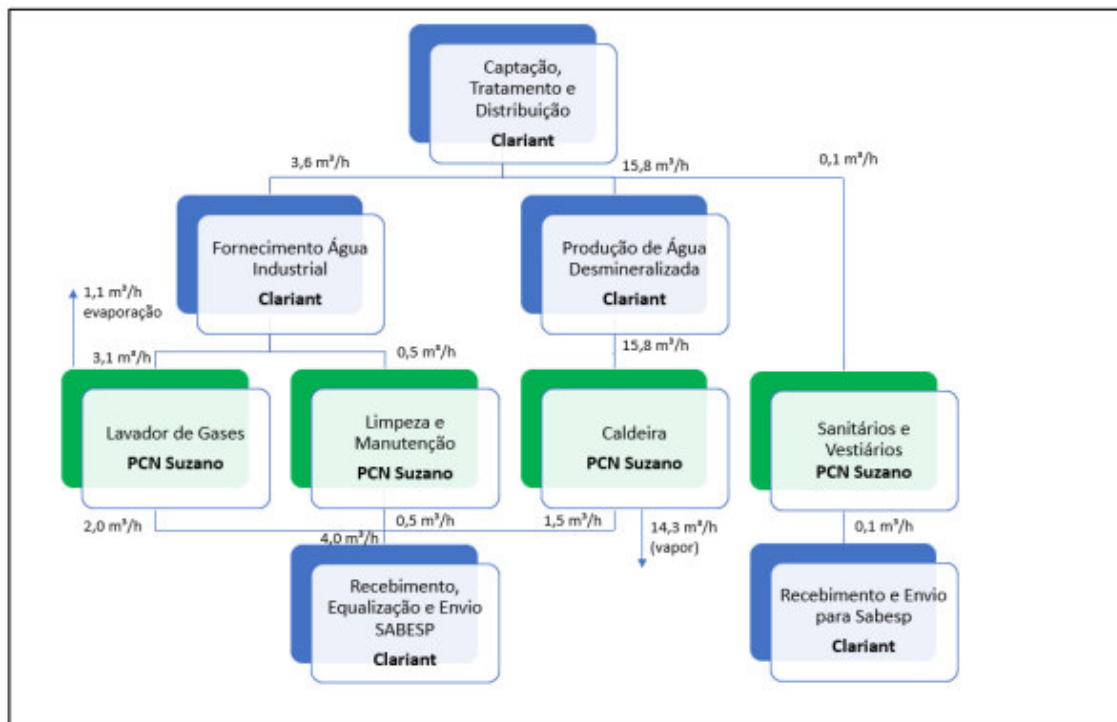 Captação,
Tratamento e
Distribuição
Clariant
3,6 m³/h
15,8 m³/h
0,1 m³/h
Fornecimento Água
Industrial
Clariant
Produção de Água
Desmineralizada
Clariant
1,1 m³/h
evaporação
3,1 m³/h
0,5 m³/h
15,8 m³/h
Lavador de Gases
PCN Suzano
Limpeza e
Manutenção
PCN Suzano
Caldeira
PCN Suzano
Sanitários e
Vestiários
PCN Suzano
2,0 m³/h
0,5 m³/h
1,5 m³/h
14,3 m³/h
(vapor)
0,1 m³/h
4,0 m³/h
Recebimento,
Equalização e Envio
SABESP
Clariant
Recebimento e Envio
para Sabesp
Clariant